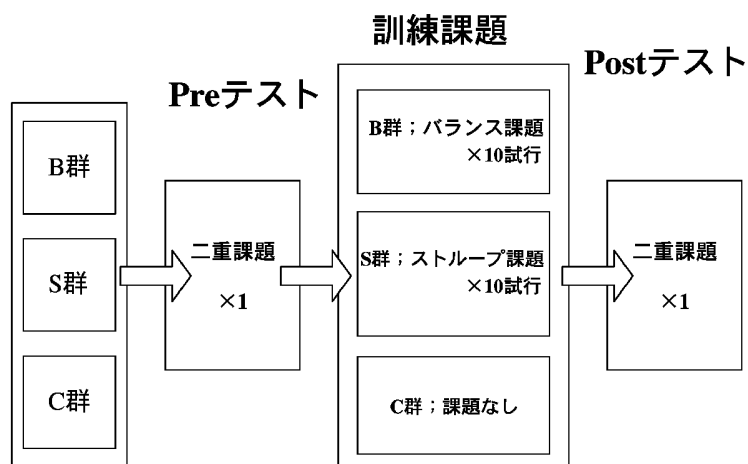 B群
S群
C群
Preテスト
二重課題
×1
訓練課題
B群；バランス課題
×10試行
S群；ストループ課題
×10試行
C群；課題なし
Postテスト
二重課題
×1